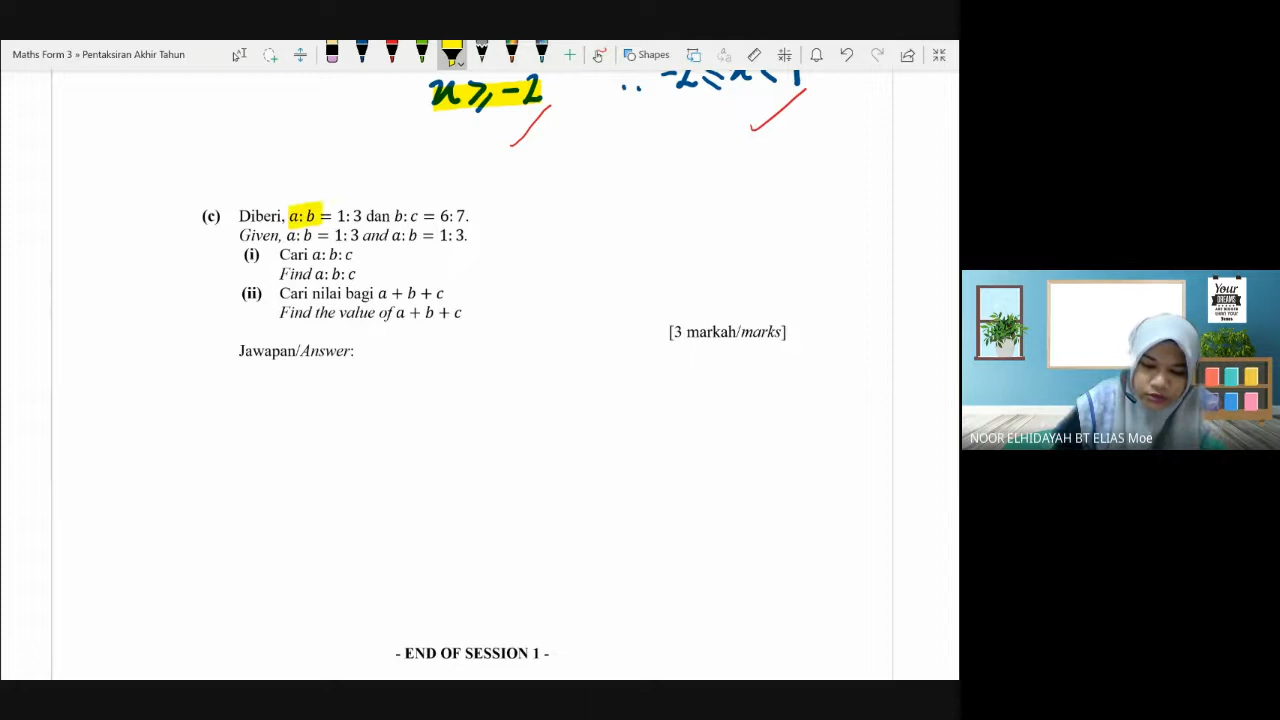 Maths Form 3 » Pentaksiran Akhir Tahun
Shapes
x ⩾ -2
(c) Diberi, a: b = 1: 3 dan b: c = 6: 7.
Given, a: b = 1: 3 and a: b = 1: 3.
(i) Cari a: b: c
Find a: b: c
(ii) Cari nilai bagi a + b + c
Find the value of a + b + c
[3 markah/marks]
Jawapan/Answer:
- END OF SESSION 1 -
Your
DREAMS
NOOR ELHIDAYAH BT ELIAS Moe